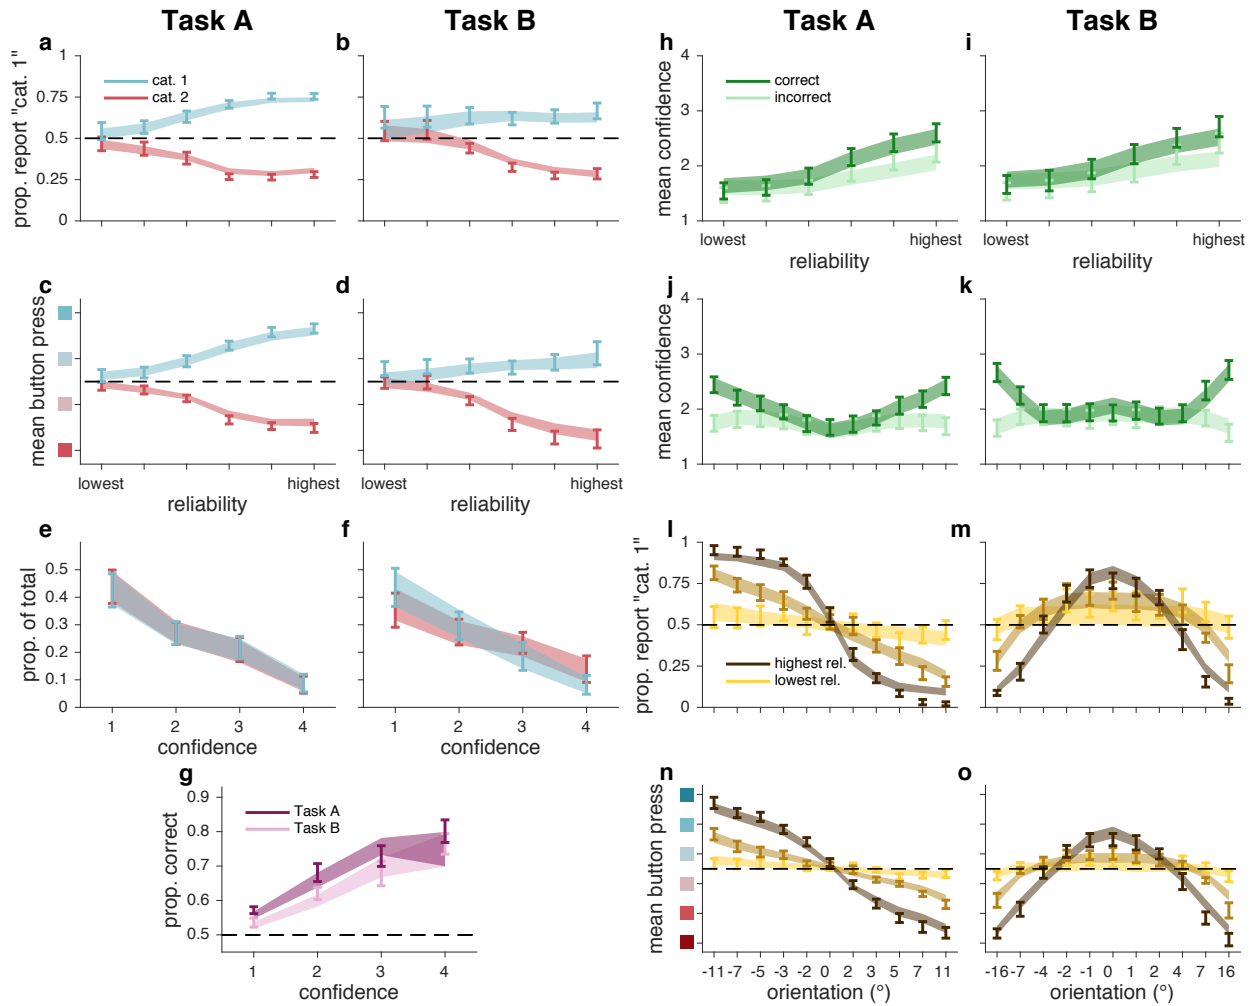 Task A
Task B
Task A
Task B
a
b
h
i
prop. report "cat. 1"
1
0.75
0.5
0.25
0
cat. 1
cat. 2
mean confidence
4
3
2
1
correct
incorrect
lowest
highest
reliability
lowest
highest
reliability
c
d
j
k
mean button press
lowest
highest
reliability
lowest
highest
reliability
mean confidence
4
3
2
1
e
f
l
m
prop. of total
0.5
0.4
0.3
0.2
0.1
0
1
2
3
4
confidence
1
2
3
4
confidence
prop. report "cat. 1"
1
0.75
0.5
0.25
0
highest rel.
lowest rel.
g
n
o
prop. correct
0.9
0.8
0.7
0.6
0.5
Task A
Task B
1
2
3
4
confidence
mean button press
-11 -7 -5 -3 -2 0 2 3 5 7 11
orientation (°)
-16 -7 -4 -2 -1 0 1 2 4 7 16
orientation (°)